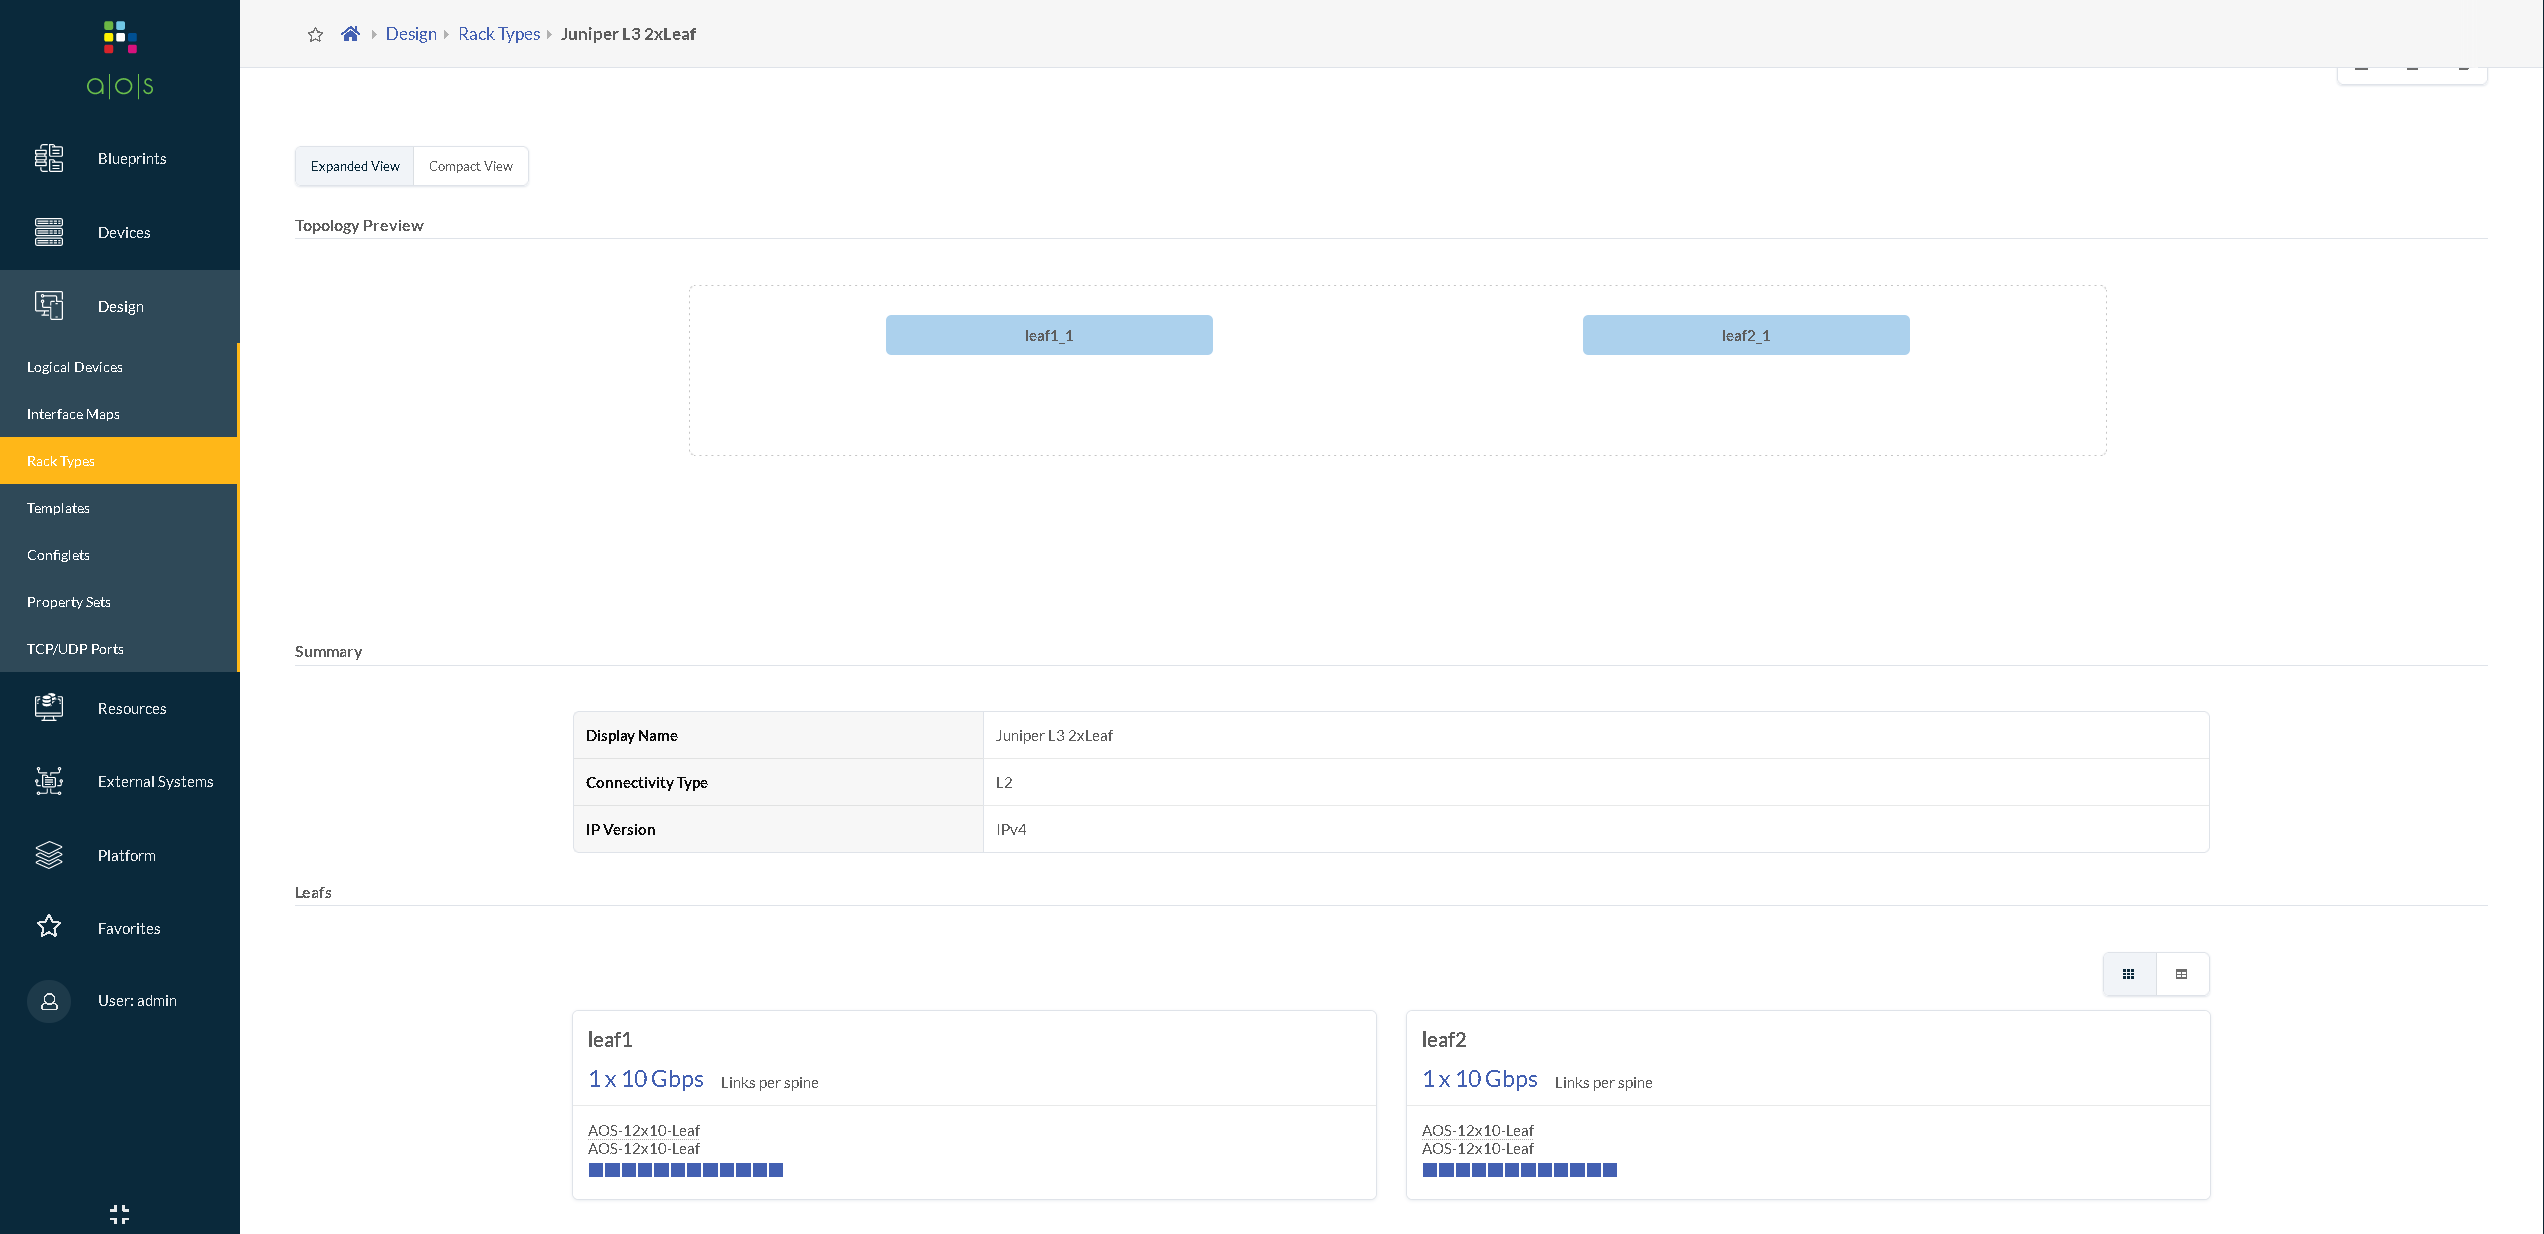 Design
Rack Types
Juniper L3 2xLeaf
a|o|s
Blueprints
Devices
Design
Logical Devices
Interface Maps
Rack Types
Templates
Configlets
Property Sets
TCP/UDP Ports
Resources
External Systems
Platform
Favorites
User: admin
Expanded View
Compact View
Topology Preview
leaf1_1
leaf2_1
Summary
Display Name
Juniper L3 2xLeaf
Connectivity Type
L2
IP Version
IPv4
Leafs
leaf1
1 x 10 Gbps Links per spine
AOS-12x10-Leaf
AOS-12x10-Leaf
leaf2
1 x 10 Gbps Links per spine
AOS-12x10-Leaf
AOS-12x10-Leaf